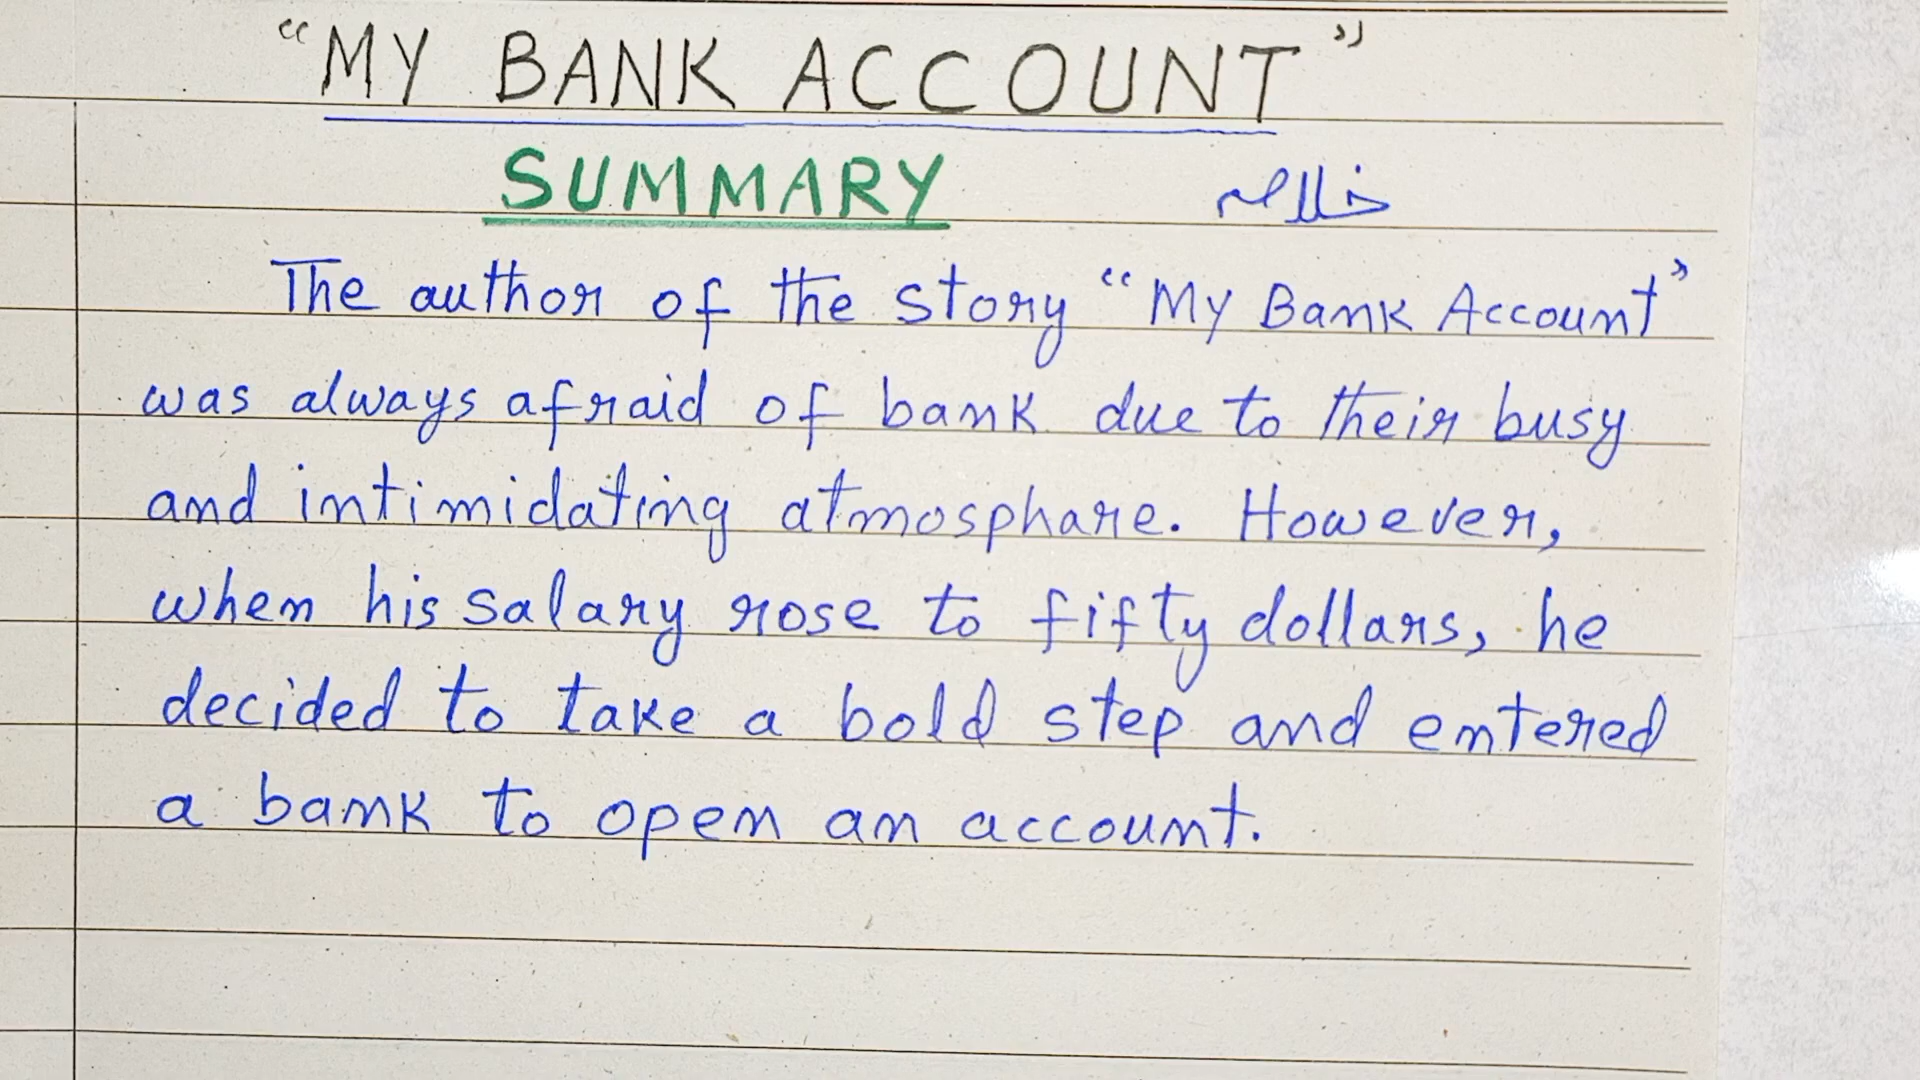 “MY BANK ACCOUNT”
SUMMARY خلاصہ
The author of the story “My Bank Account”
was always afraid of bank due to their busy
and intimidating atmosphare. However,
when his salary rose to fifty dollars, he
decided to take a bold step and entered
a bank to open an account.